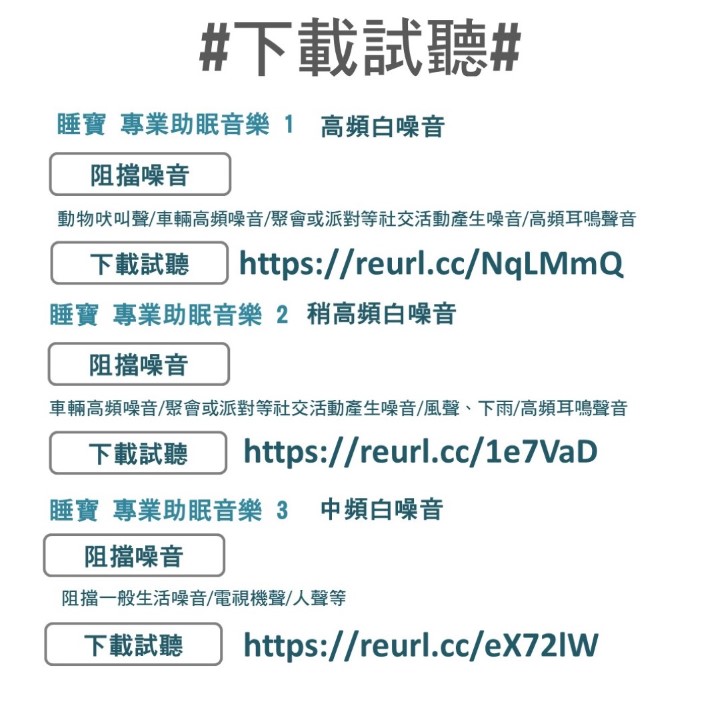 #下載試聽#
睡寶 專業助眠音樂 1 高頻白噪音
阻擋噪音
動物吠叫聲/車輛高頻噪音/聚會或派對等社交活動產生噪音/高頻耳鳴聲音
下載試聽 https://reurl.cc/NqLMmQ
睡寶 專業助眠音樂 2 稍高頻白噪音
阻擋噪音
車輛高頻噪音/聚會或派對等社交活動產生噪音/風聲、下雨/高頻耳鳴聲音
下載試聽 https://reurl.cc/1e7VaD
睡寶 專業助眠音樂 3 中頻白噪音
阻擋噪音
阻擋一般生活噪音/電視機聲/人聲等
下載試聽 https://reurl.cc/eX72lW